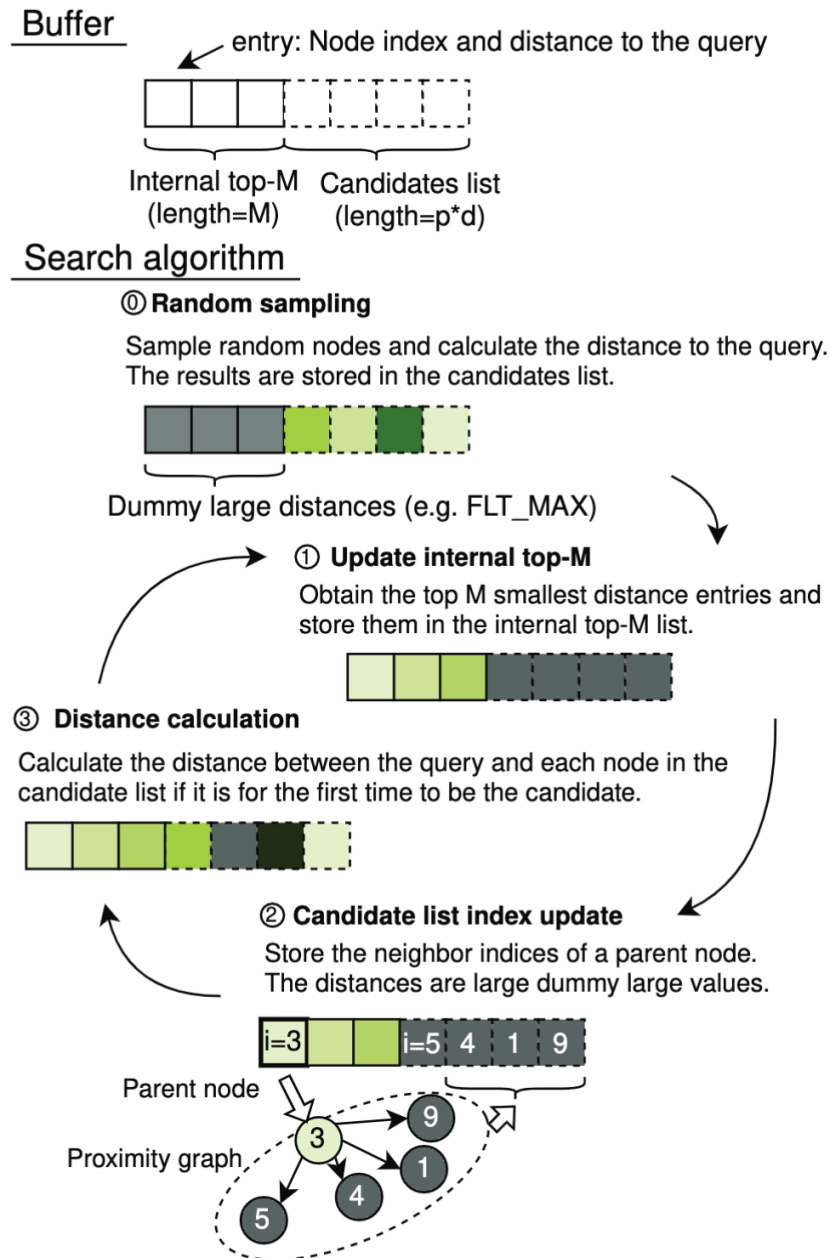 Buffer
entry: Node index and distance to the query
Internal top-M
(length=M)
Candidates list
(length=p*d)
Search algorithm
⓪ Random sampling
Sample random nodes and calculate the distance to the query.
The results are stored in the candidates list.
Dummy large distances (e.g. FLT_MAX)
① Update internal top-M
Obtain the top M smallest distance entries and
store them in the internal top-M list.
③ Distance calculation
Calculate the distance between the query and each node in the
candidate list if it is for the first time to be the candidate.
② Candidate list index update
Store the neighbor indices of a parent node.
The distances are large dummy large values.
i=3 i=5 4 1 9
Parent node
Proximity graph
3
9
1
4
5